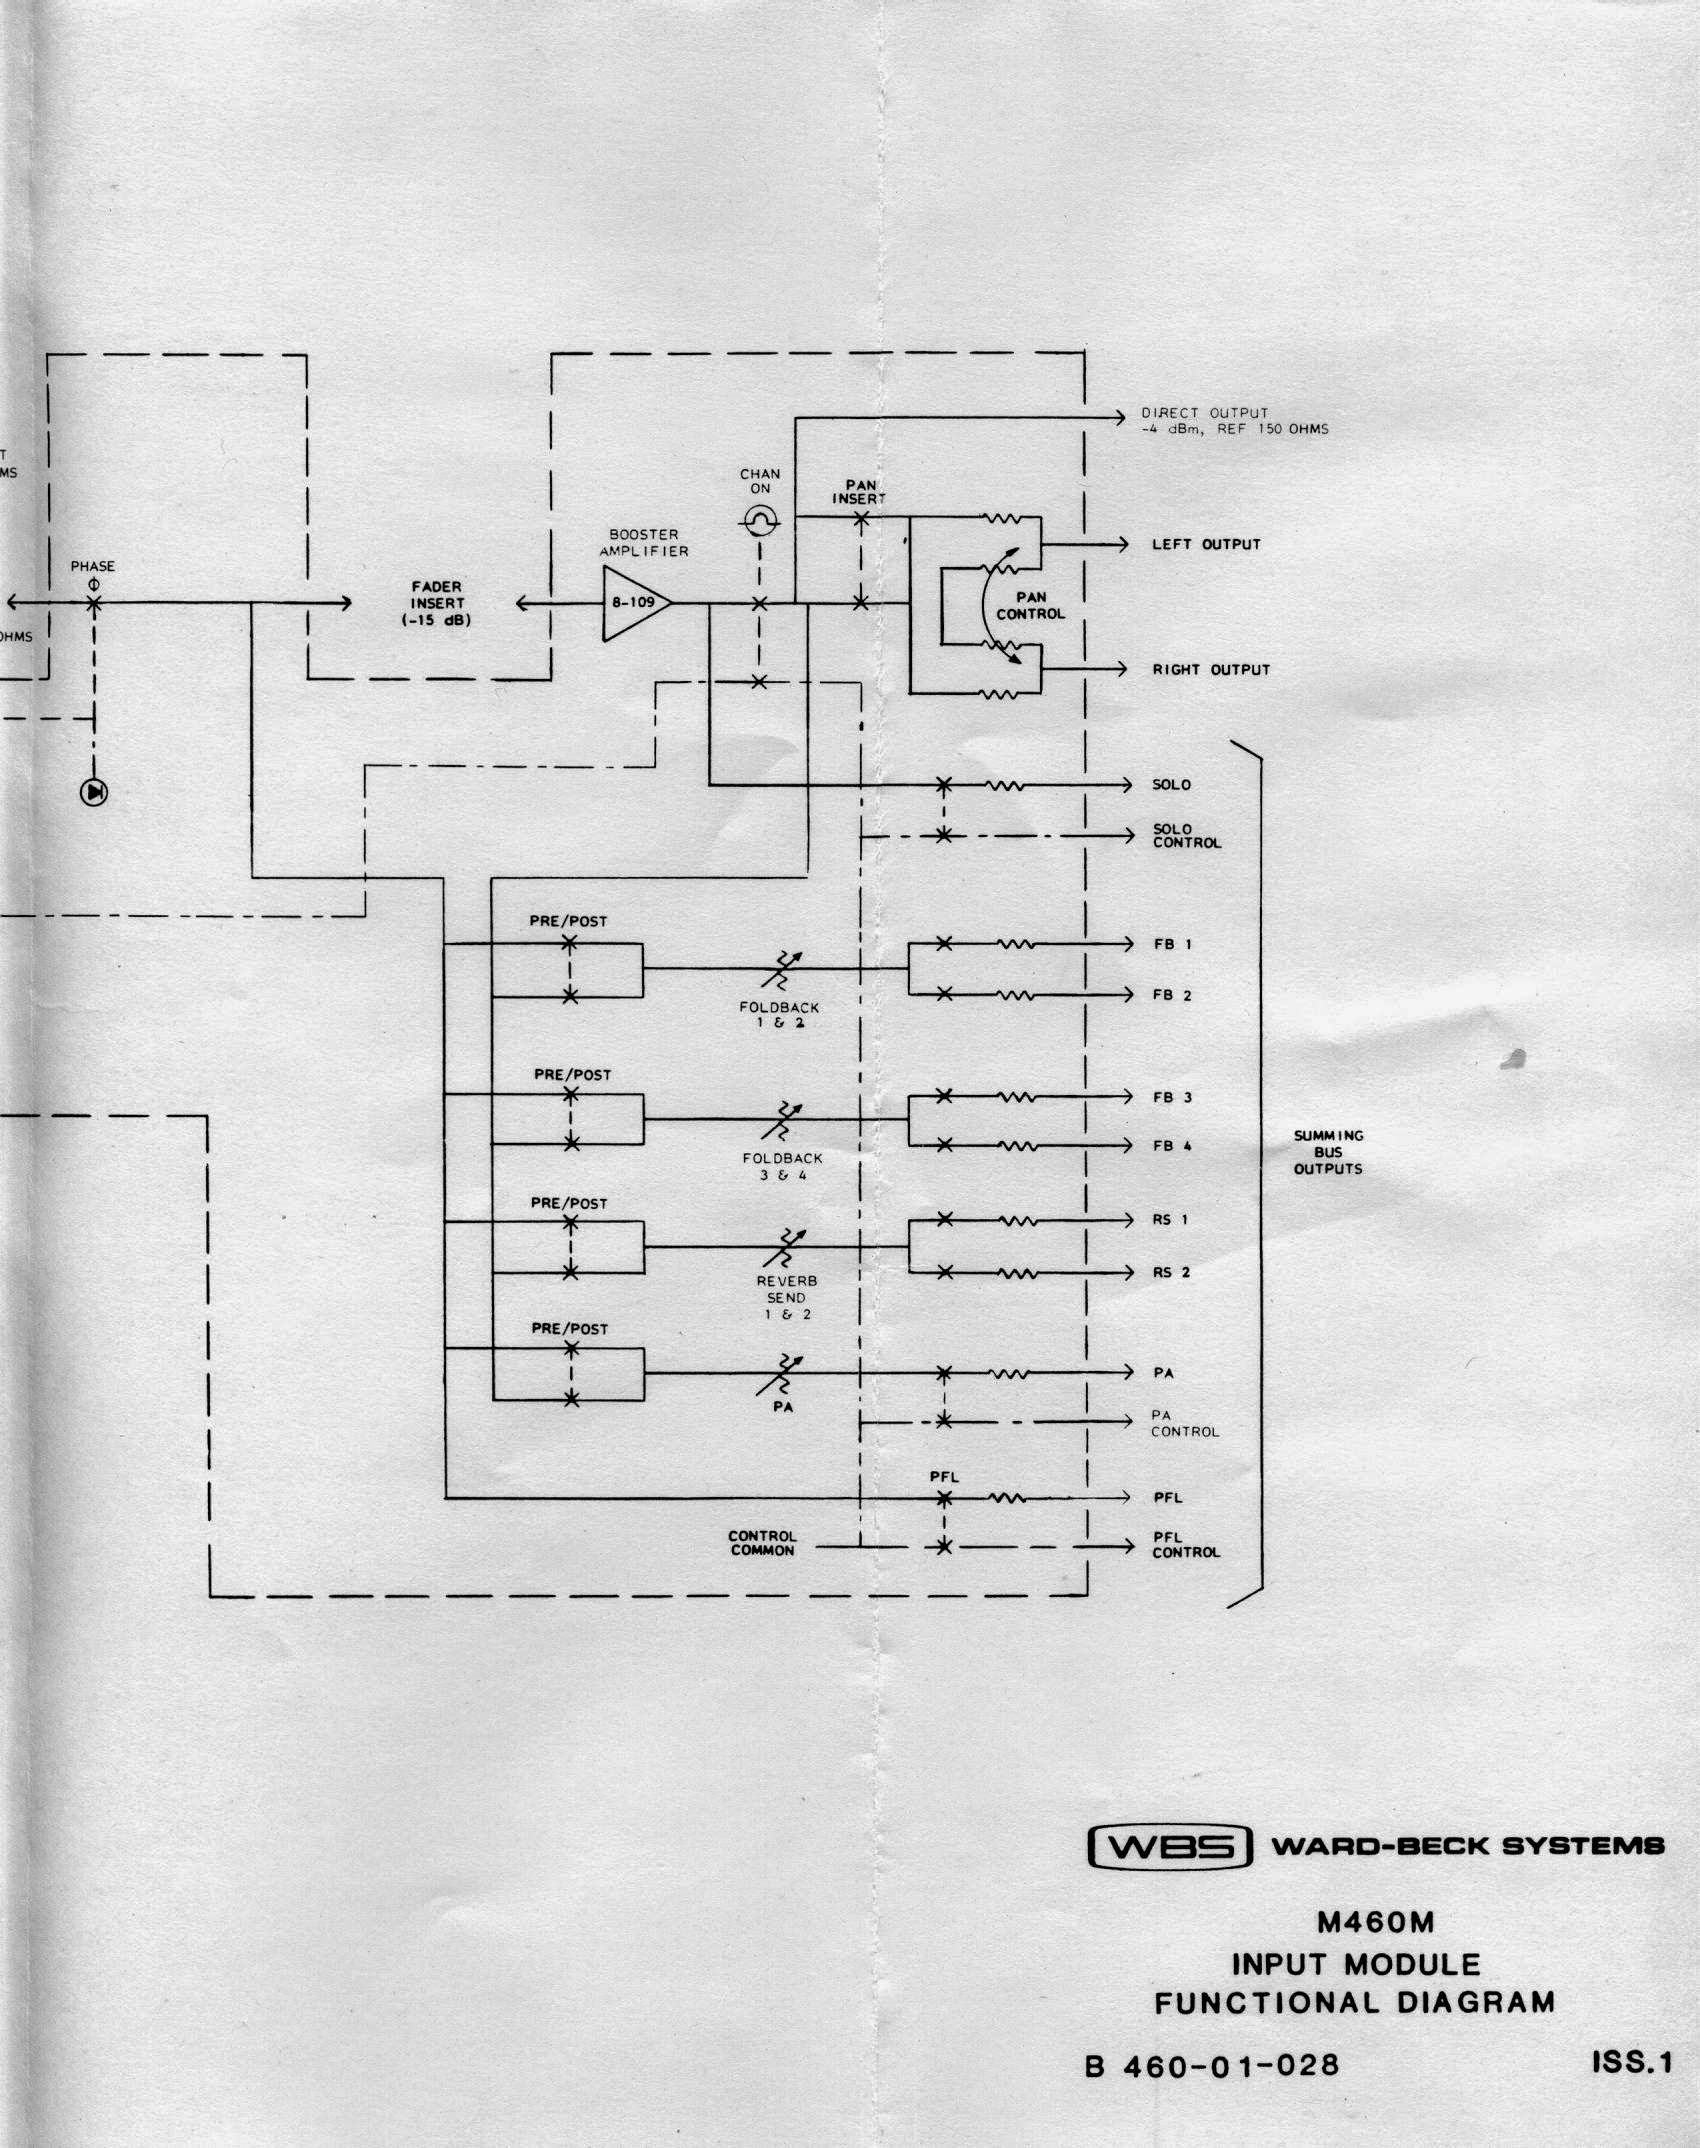 DIRECT OUTPUT
-4 dBm, REF 150 OHMS
T
MS
CHAN
ON
PAN
INSERT
BOOSTER
AMPLIFIER
LEFT OUTPUT
PHASE
Φ
FADER
INSERT
(-15 dB)
8-109
PAN
CONTROL
OHMS
RIGHT OUTPUT
SOLO
SOLO
CONTROL
PRE/POST
FB 1
FOLDBACK
1 & 2
FB 2
PRE/POST
FB 3
FOLDBACK
3 & 4
FB 4
SUMMING
BUS
OUTPUTS
PRE/POST
RS 1
REVERB
SEND
1 & 2
RS 2
PRE/POST
PA
PA
PA
CONTROL
PFL
PFL
CONTROL
COMMON
PFL
CONTROL
WBS WARD-BECK SYSTEMS
M460M
INPUT MODULE
FUNCTIONAL DIAGRAM
B 460-01-028 ISS.1